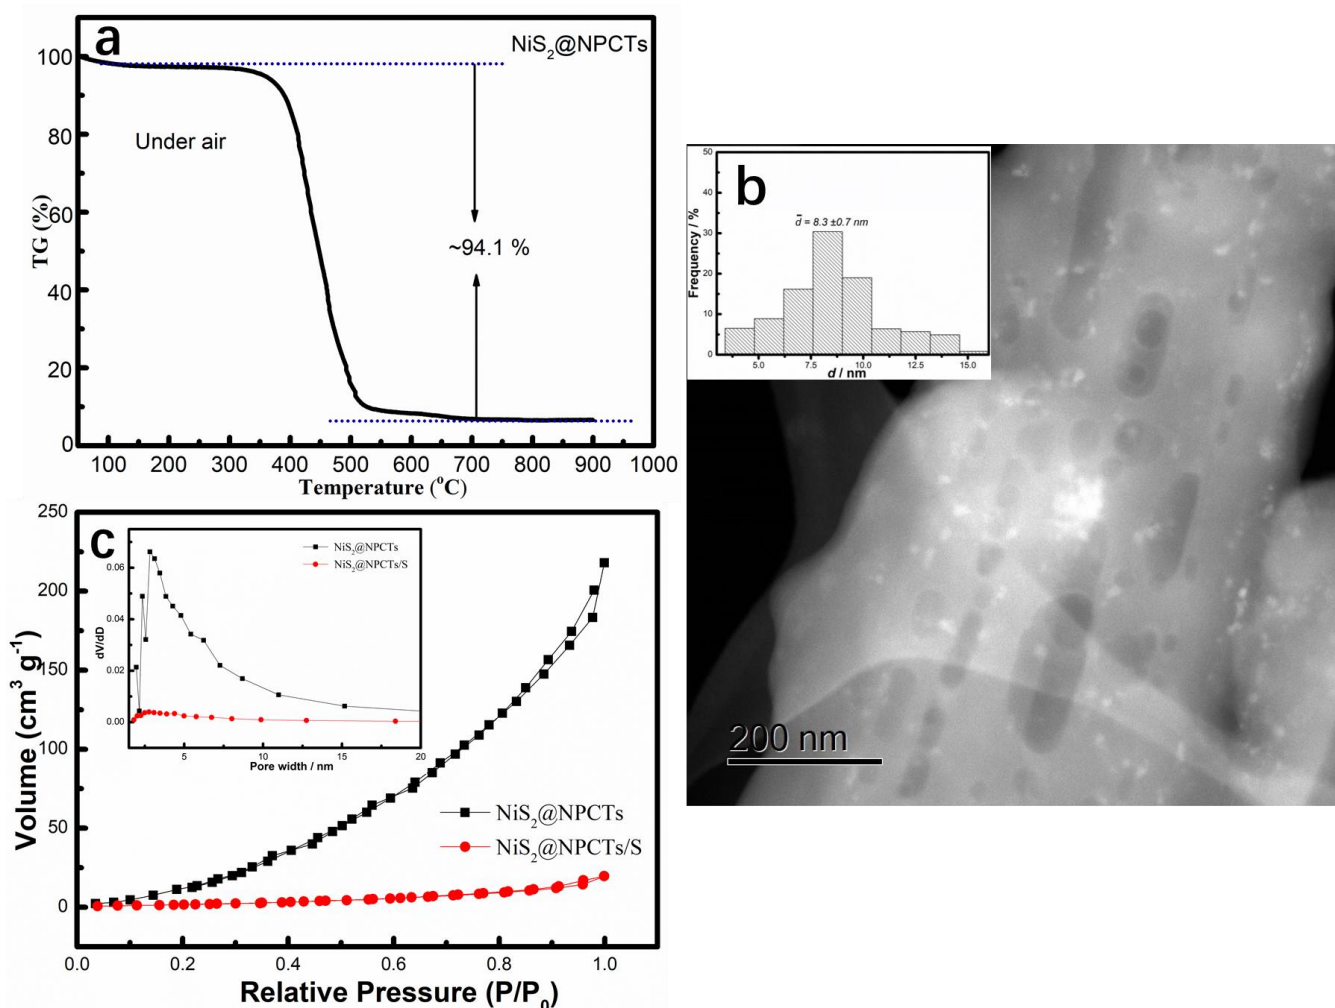 a
NiS2@NPCTs
Under air
~94.1 %
TG (%)
100
80
60
40
20
0
100 200 300 400 500 600 700 800 900 1000
Temperature (°C)
b
d̄ = 8.3 ±0.7 nm
Frequency / %
50
40
30
20
10
0
5.0 7.5 10.0 12.5 15.0
d / nm
200 nm
c
NiS2@NPCTs
NiS2@NPCTs/S
dV/dD
0.06
0.04
0.02
0.00
5 10 15 20
Pore width / nm
NiS2@NPCTs
NiS2@NPCTs/S
Volume (cm³ g⁻¹)
250
200
150
100
50
0
0.0 0.2 0.4 0.6 0.8 1.0
Relative Pressure (P/P0)